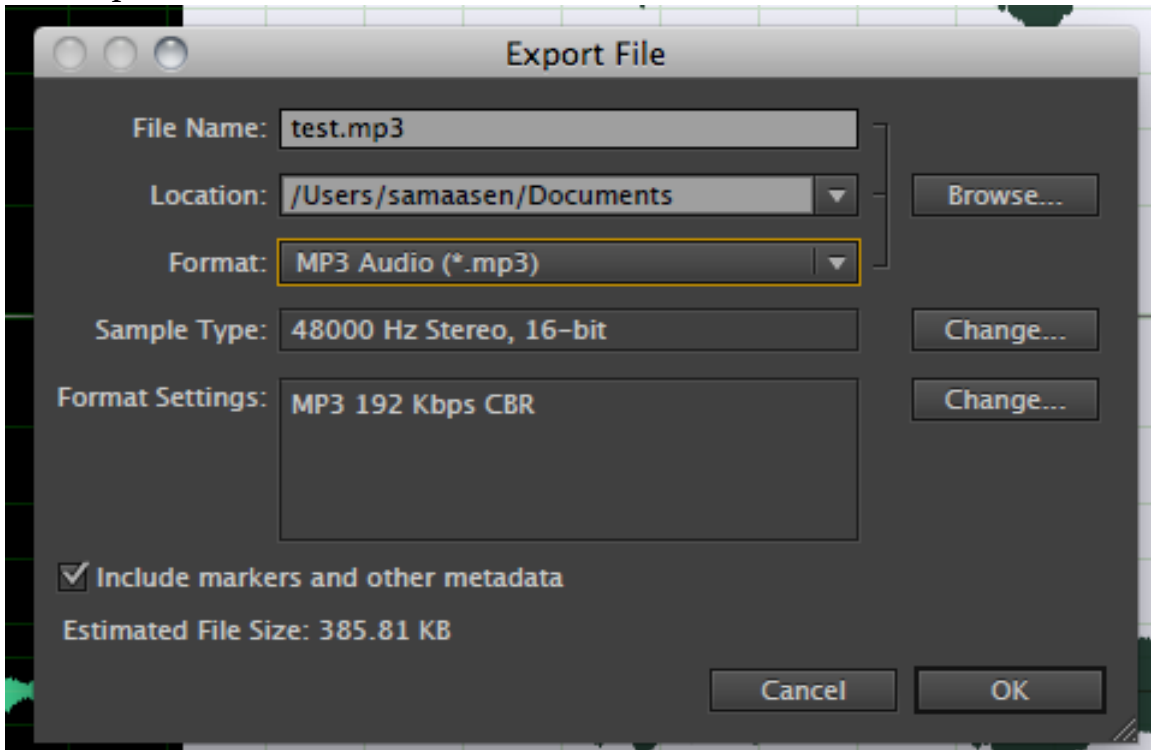 Export File
File Name: test.mp3
Location: /Users/samaasen/Documents Browse...
Format: MP3 Audio (*.mp3)
Sample Type: 48000 Hz Stereo, 16-bit Change...
Format Settings: MP3 192 Kbps CBR Change...
Include markers and other metadata
Estimated File Size: 385.81 KB
Cancel OK